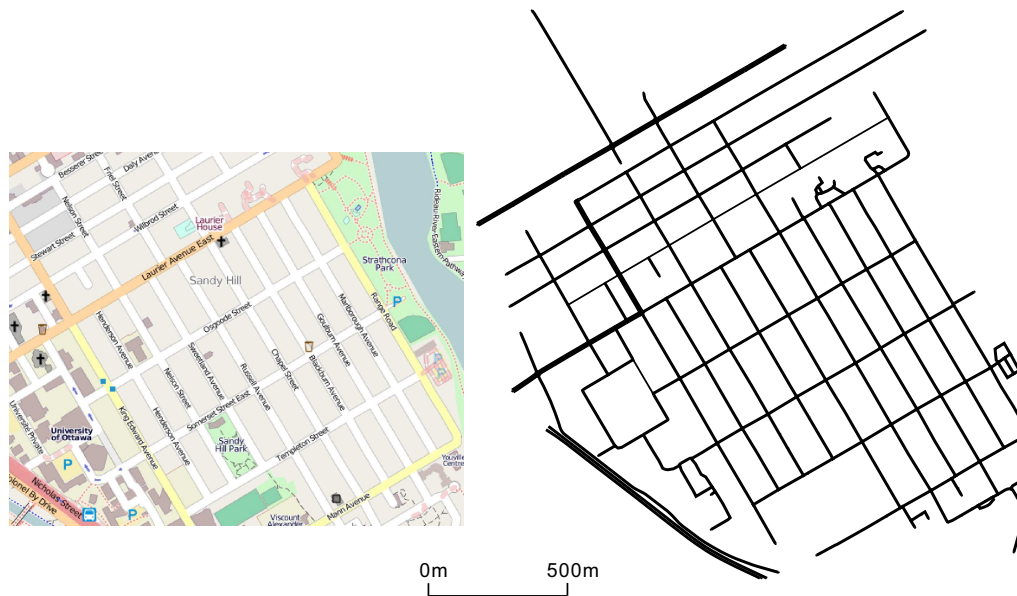 Besserer Stre
Daly Avenu
Friel Street
Nelson Street
Wilbrod Street
Stewart Street
Laurier
House
Laurier Avenue East
Sandy Hill
Strathcona
Park
Rideau-River-Eastern-Pathway
Range Road
P
Osgoode Street
Henderson Avenue
Nelson Street
Sweetland Avenue
Russell Avenue
Chapel Street
Goulburn Avenue
Blackburn Avenue
Marlborough Avenue
Somerset Street East
Henderson Avenue
King Edward Avenue
University
of Ottawa
Université Private
P
Sandy
Hill Park
Templeton Street
Youville
Centre
Nicholas Street
olonel By Drive
P
Viscount
Alexander
Mann Avenue
0m 500m